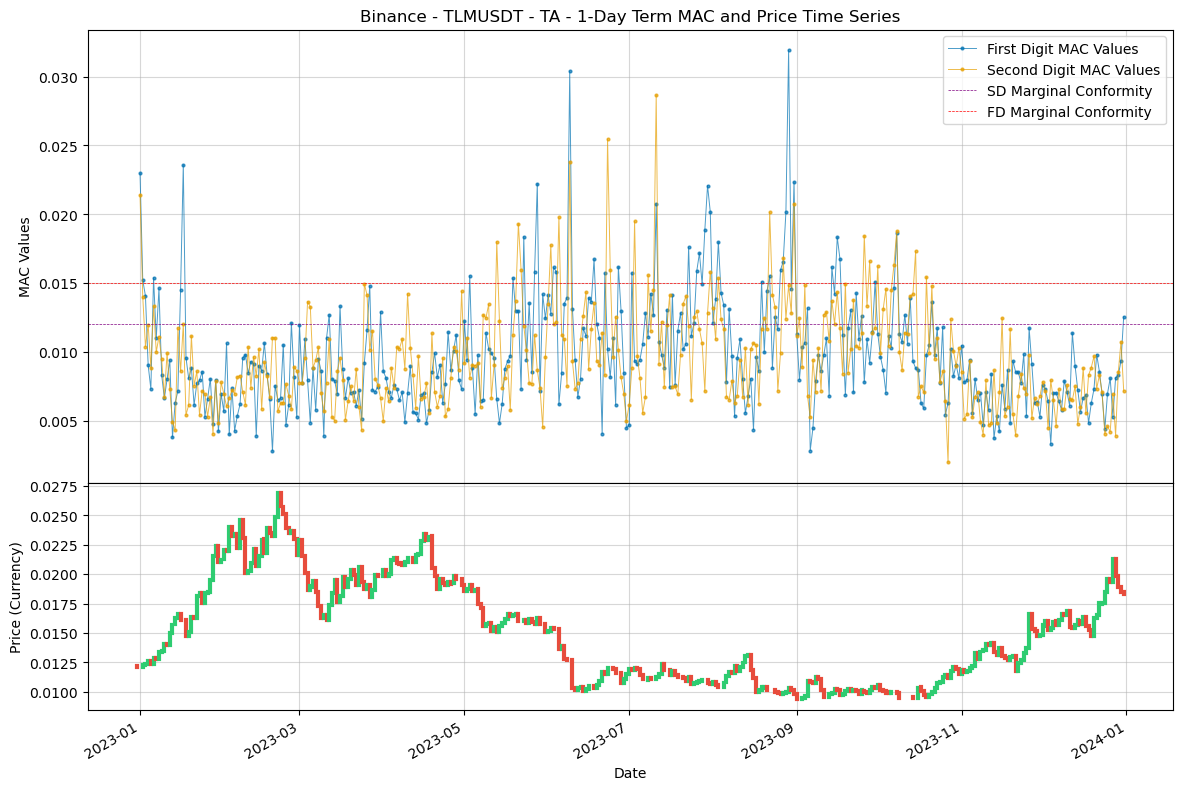 Binance - TLMUSDT - TA - 1-Day Term MAC and Price Time Series
First Digit MAC Values
Second Digit MAC Values
SD Marginal Conformity
FD Marginal Conformity
MAC Values
0.030
0.025
0.020
0.015
0.010
0.005
Price (Currency)
0.0275
0.0250
0.0225
0.0200
0.0175
0.0150
0.0125
0.0100
2023-01
2023-03
2023-05
2023-07
2023-09
2023-11
2024-01
Date